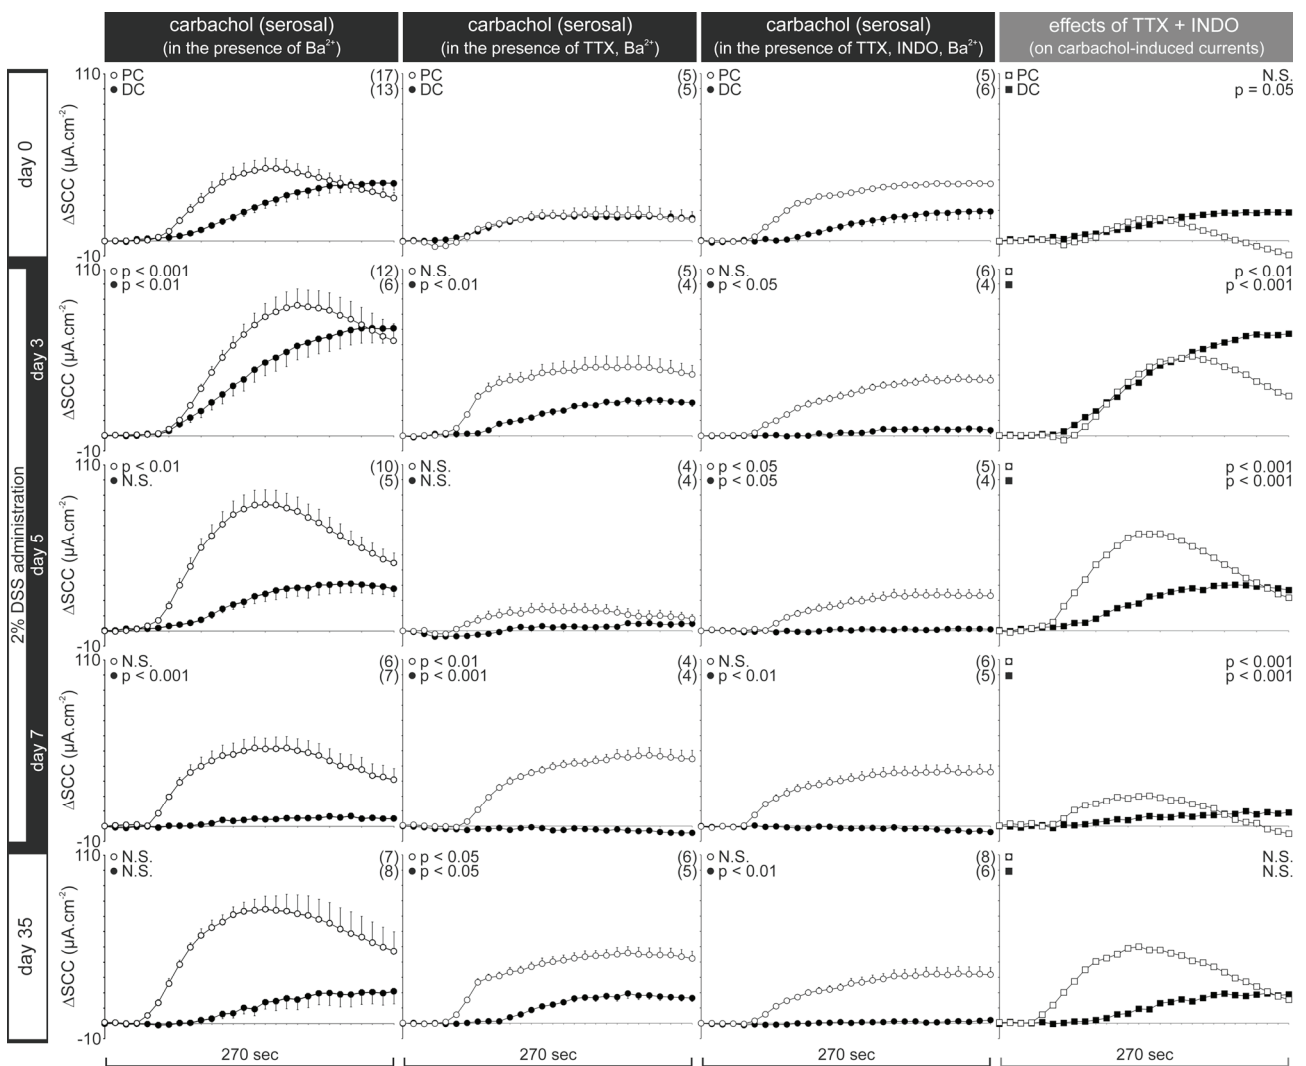 carbachol (serosal)
(in the presence of Ba²⁺)
carbachol (serosal)
(in the presence of TTX, Ba²⁺)
carbachol (serosal)
(in the presence of TTX, INDO, Ba²⁺)
effects of TTX + INDO
(on carbachol-induced currents)
day 0
ΔSCC (µA.cm⁻²)
110
-10
PC (17)
DC (13)
PC (5)
DC (5)
PC (5)
DC (6)
PC N.S.
DC p = 0.05
2% DSS administration
day 3
ΔSCC (µA.cm⁻²)
110
-10
p < 0.001 (12)
p < 0.01 (6)
N.S. (5)
p < 0.01 (4)
N.S. (6)
p < 0.05 (4)
p < 0.01
p < 0.001
day 5
ΔSCC (µA.cm⁻²)
110
-10
p < 0.01 (10)
N.S. (5)
N.S. (4)
N.S. (4)
p < 0.05 (5)
p < 0.05 (4)
p < 0.001
p < 0.001
day 7
ΔSCC (µA.cm⁻²)
110
-10
N.S. (6)
p < 0.001 (7)
p < 0.01 (4)
p < 0.001 (4)
N.S. (6)
p < 0.01 (5)
p < 0.001
p < 0.001
day 35
ΔSCC (µA.cm⁻²)
110
-10
N.S. (7)
N.S. (8)
p < 0.05 (6)
p < 0.05 (5)
N.S. (8)
p < 0.01 (6)
N.S.
N.S.
270 sec
270 sec
270 sec
270 sec